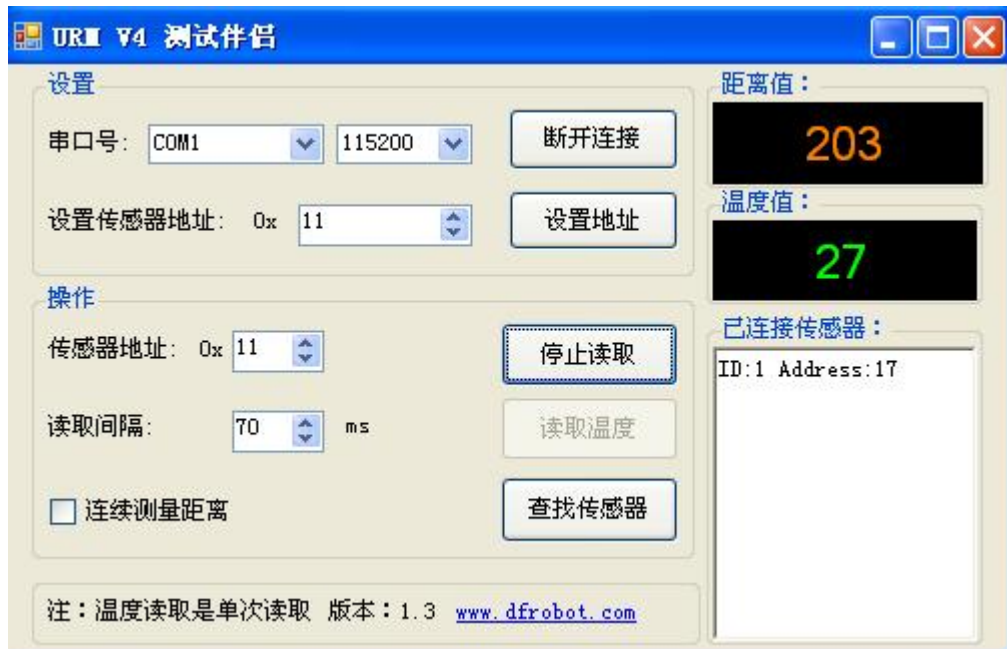 URM V4 测试伴侣
设置
串口号: COM1 115200 断开连接
设置传感器地址: 0x 11 设置地址
操作
传感器地址: 0x 11 停止读取
读取间隔: 70 ms 读取温度
连续测量距离 查找传感器
注：温度读取是单次读取 版本：1.3 www.dfrobot.com
距离值：
203
温度值：
27
已连接传感器：
ID:1 Address:17